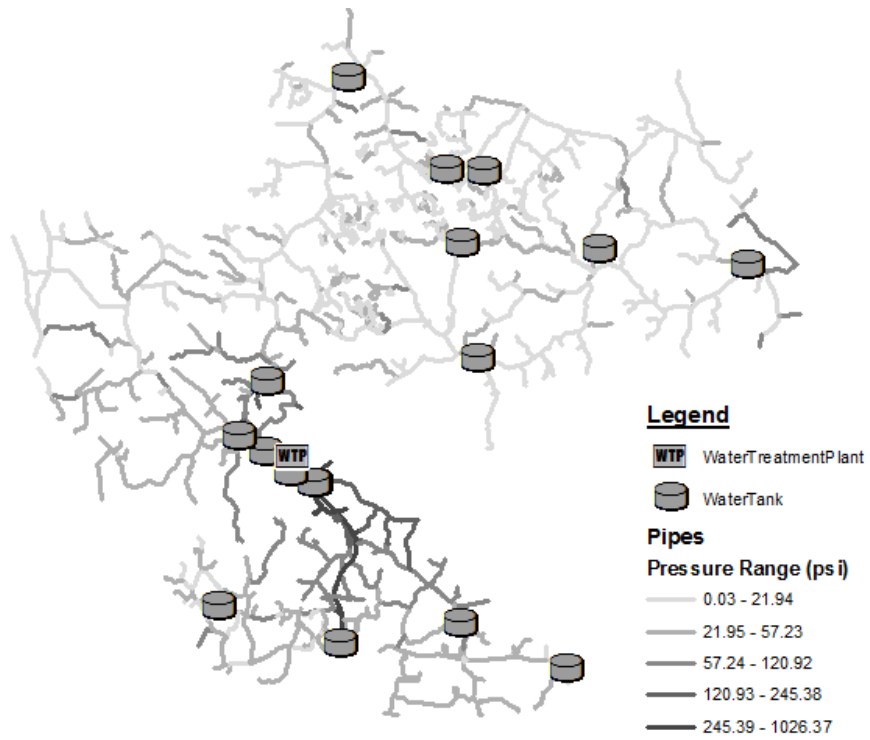 WTP
Legend
WTP WaterTreatmentPlant
WaterTank
Pipes
Pressure Range (psi)
0.03 - 21.94
21.95 - 57.23
57.24 - 120.92
120.93 - 245.38
245.39 - 1026.37